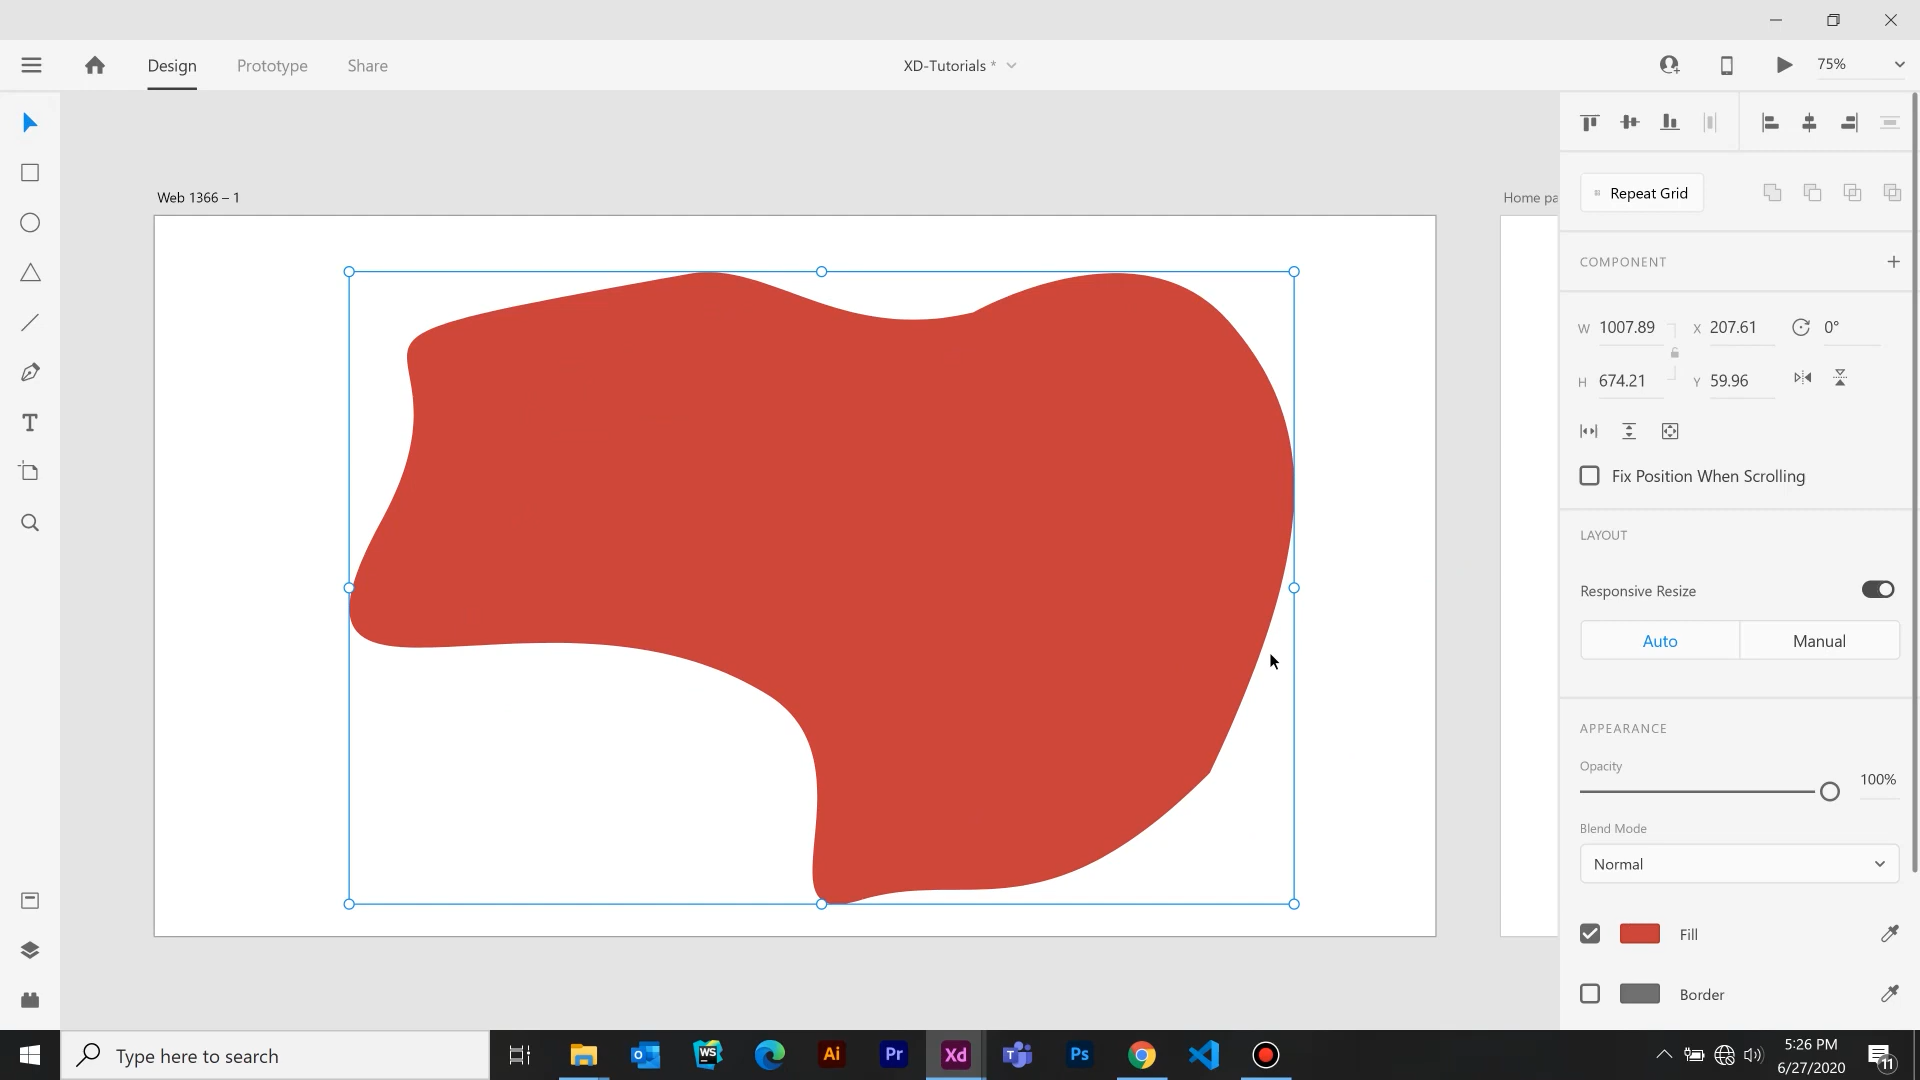 Design
Prototype
Share
XD-Tutorials *
75%
Web 1366 – 1
Home pa
Repeat Grid
COMPONENT
W 1007.89
X 207.61
0°
H 674.21
Y 59.96
Fix Position When Scrolling
LAYOUT
Responsive Resize
Auto
Manual
APPEARANCE
Opacity
100%
Blend Mode
Normal
Fill
Border
Type here to search
WS
Ai
Pr
Xd
Ps
5:26 PM
6/27/2020
11